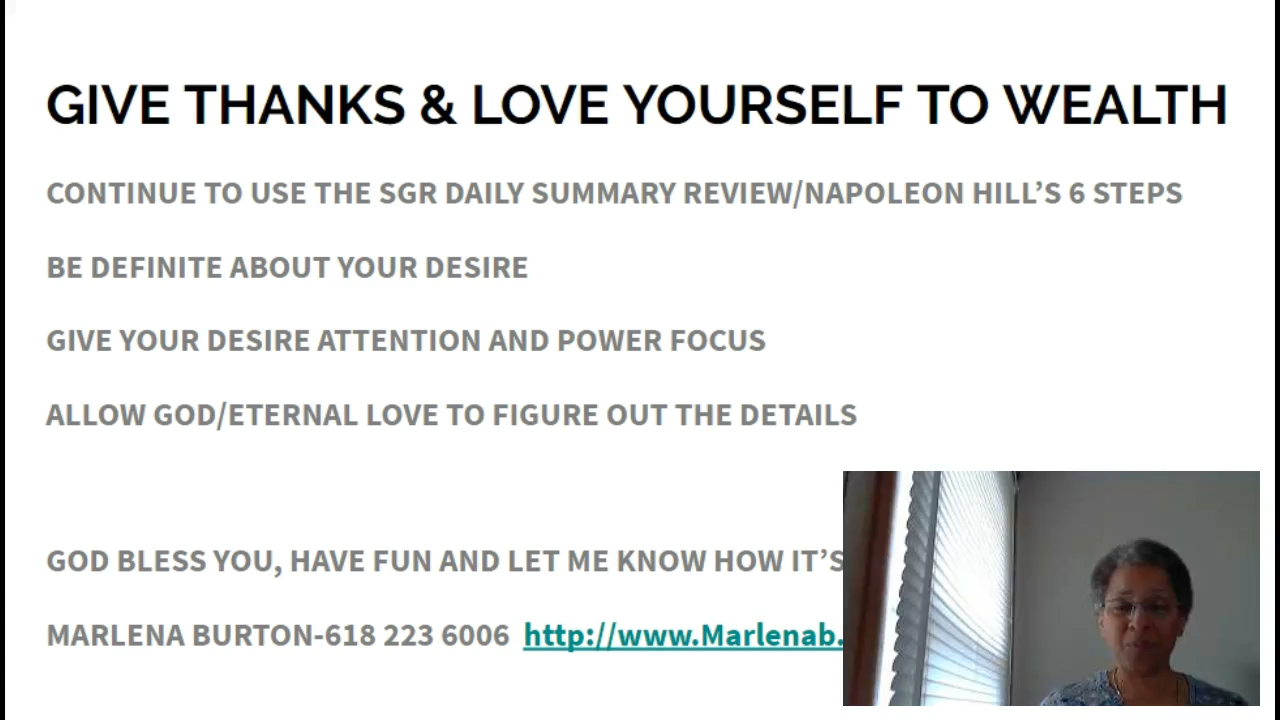 GIVE THANKS & LOVE YOURSELF TO WEALTH
CONTINUE TO USE THE SGR DAILY SUMMARY REVIEW/NAPOLEON HILL’S 6 STEPS
BE DEFINITE ABOUT YOUR DESIRE
GIVE YOUR DESIRE ATTENTION AND POWER FOCUS
ALLOW GOD/ETERNAL LOVE TO FIGURE OUT THE DETAILS
GOD BLESS YOU, HAVE FUN AND LET ME KNOW HOW IT’S
MARLENA BURTON-618 223 6006 http://www.Marlenab.